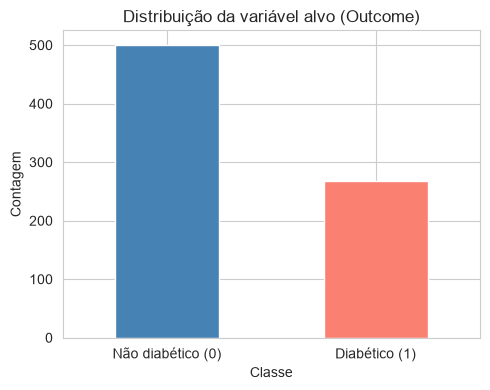 Distribuição da variável alvo (Outcome)
500
400
300
200
100
0
Contagem
Não diabético (0)
Diabético (1)
Classe